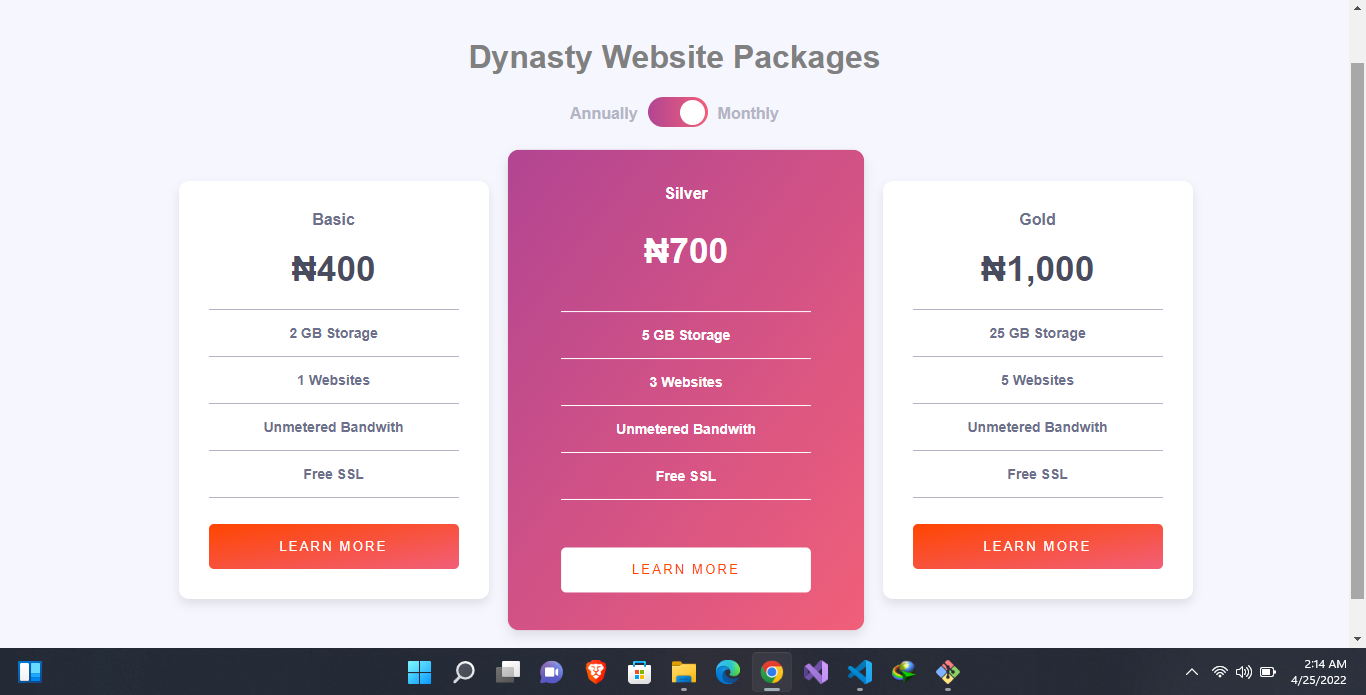 Dynasty Website Packages
Annually Monthly
Basic
₦400
2 GB Storage
1 Websites
Unmetered Bandwith
Free SSL
LEARN MORE
Silver
₦700
5 GB Storage
3 Websites
Unmetered Bandwith
Free SSL
LEARN MORE
Gold
₦1,000
25 GB Storage
5 Websites
Unmetered Bandwith
Free SSL
LEARN MORE
2:14 AM
4/25/2022